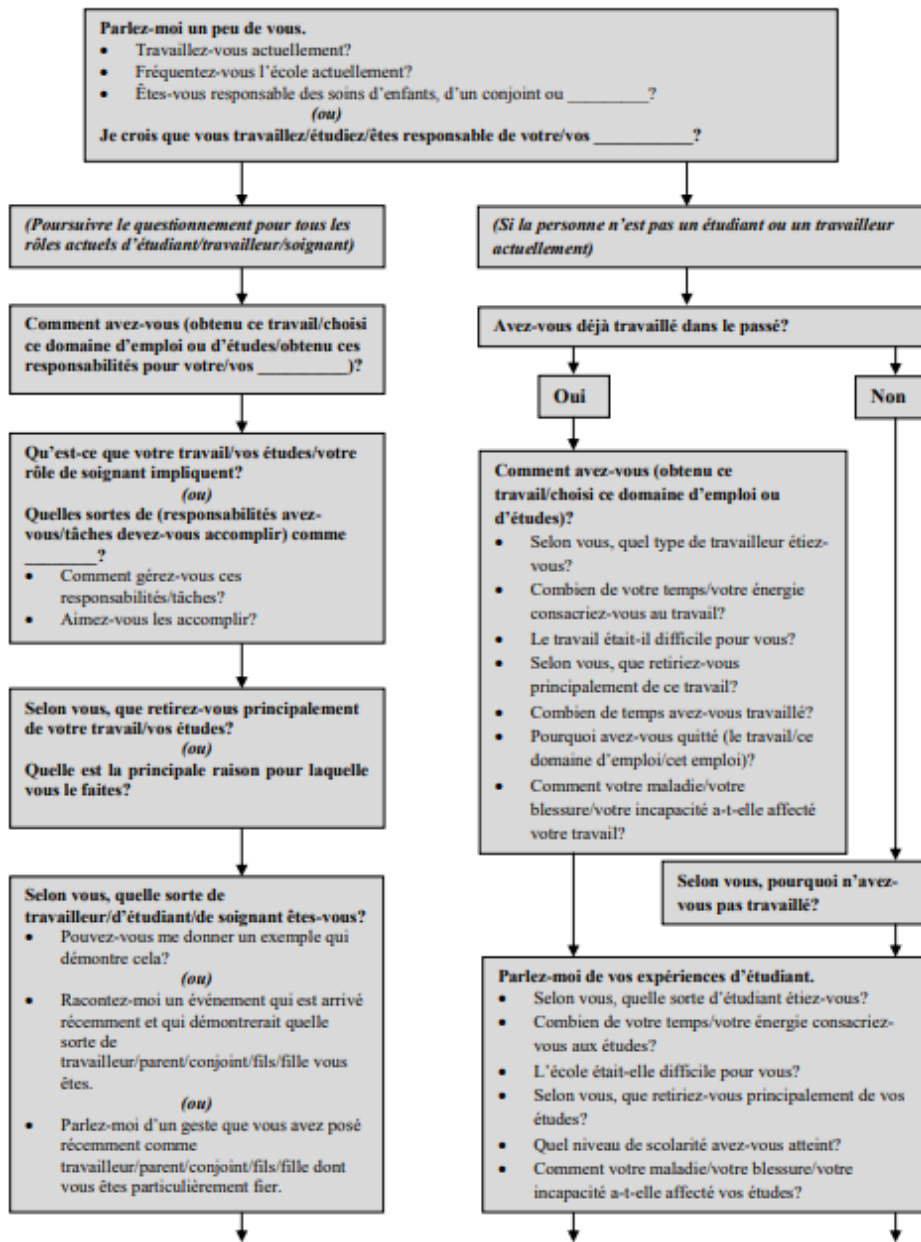 Parlez-moi un peu de vous.
• Travaillez-vous actuellement?
• Fréquentez-vous l'école actuellement?
• Êtes-vous responsable des soins d'enfants, d'un conjoint ou _________?
(ou)
Je crois que vous travaillez/étudiez/êtes responsable de votre/vos ___________?
(Poursuivre le questionnement pour tous les
rôles actuels d'étudiant/travailleur/soignant)
Comment avez-vous (obtenu ce travail/choisi
ce domaine d'emploi ou d'études/obtenu ces
responsabilités pour votre/vos __________)?
Qu'est-ce que votre travail/vos études/votre
rôle de soignant impliquent?
(ou)
Quelles sortes de (responsabilités avez-
vous/tâches devez-vous accomplir) comme
________?
• Comment gérez-vous ces
responsabilités/tâches?
• Aimez-vous les accomplir?
Selon vous, que retirez-vous principalement
de votre travail/vos études?
(ou)
Quelle est la principale raison pour laquelle
vous le faites?
Selon vous, quelle sorte de
travailleur/d'étudiant/de soignant êtes-vous?
• Pouvez-vous me donner un exemple qui
démontre cela?
(ou)
• Racontez-moi un événement qui est arrivé
récemment et qui démontrerait quelle
sorte de
travailleur/parent/conjoint/fils/fille vous
êtes.
(ou)
• Parlez-moi d'un geste que vous avez posé
récemment comme
travailleur/parent/conjoint/fils/fille dont
vous êtes particulièrement fier.
(Si la personne n'est pas un étudiant ou un travailleur
actuellement)
Avez-vous déjà travaillé dans le passé?
Oui
Non
Comment avez-vous (obtenu ce
travail/choisi ce domaine d'emploi ou
d'études)?
• Selon vous, quel type de travailleur étiez-
vous?
• Combien de votre temps/votre énergie
consacriez-vous au travail?
• Le travail était-il difficile pour vous?
• Selon vous, que retiriez-vous
principalement de ce travail?
• Combien de temps avez-vous travaillé?
• Pourquoi avez-vous quitté (le travail/ce
domaine d'emploi/cet emploi)?
• Comment votre maladie/votre
blessure/votre incapacité a-t-elle affecté
votre travail?
Selon vous, pourquoi n'avez-
vous pas travaillé?
Parlez-moi de vos expériences d'étudiant.
• Selon vous, quelle sorte d'étudiant étiez-vous?
• Combien de votre temps/votre énergie consacriez-
vous aux études?
• L'école était-elle difficile pour vous?
• Selon vous, que retiriez-vous principalement de vos
études?
• Quel niveau de scolarité avez-vous atteint?
• Comment votre maladie/votre blessure/votre
incapacité a-t-elle affecté vos études?